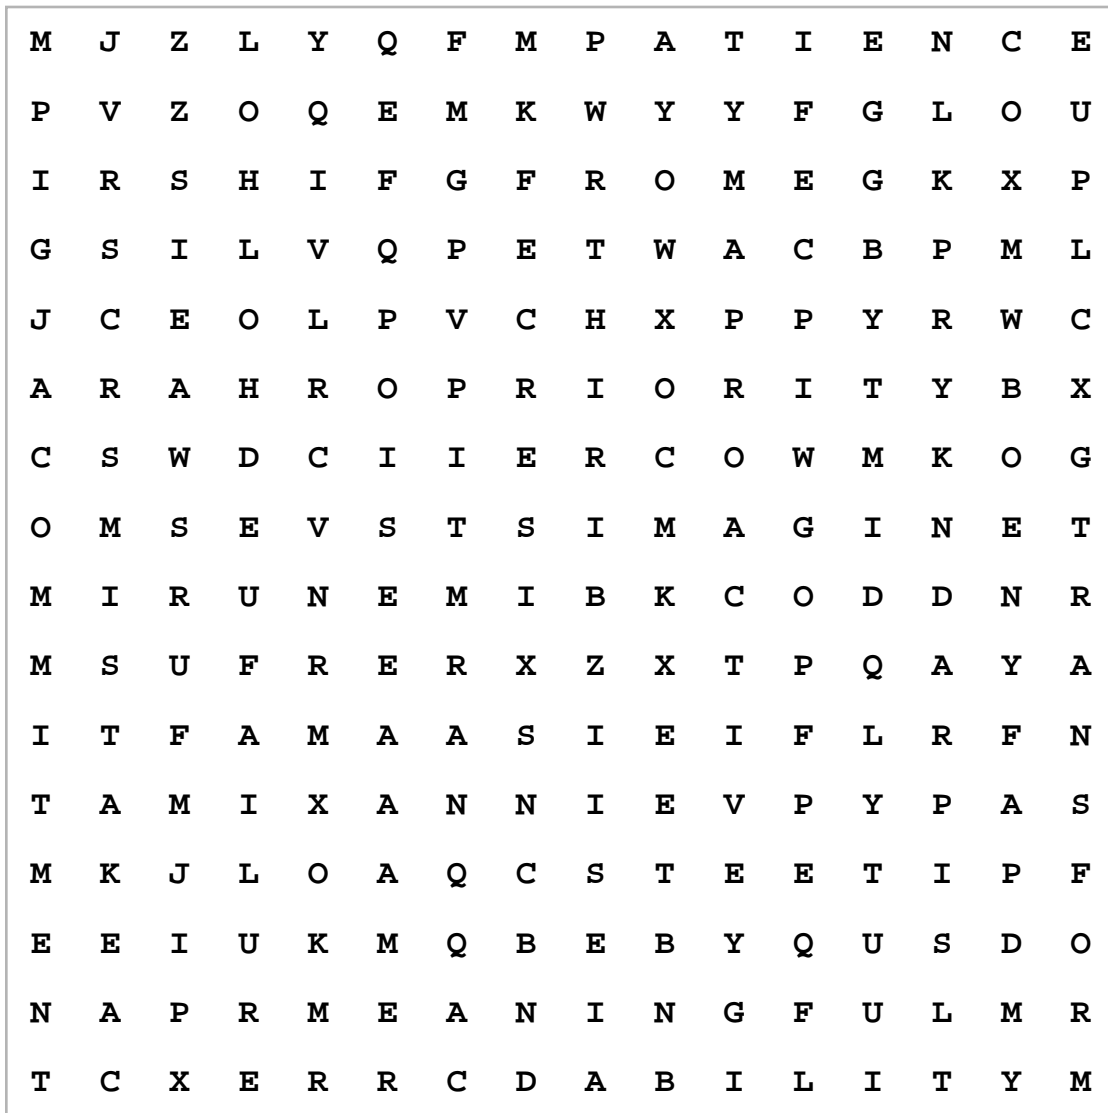 M J Z L Y Q F M P A T I E N C E
P V Z O Q E M K W Y Y F G L O U
I R S H I F G F R O M E G K X P
G S I L V Q P E T W A C B P M L
J C E O L P V C H X P P Y R W C
A R A H R O P R I O R I T Y B X
C S W D C I I E R C O W M K O G
O M S E V S T S I M A G I N E T
M I R U N E M I B K C O D D N R
M S U F R E R X Z X T P Q A Y A
I T F A M A A S I E I F L R F N
T A M I X A N N I E V P Y P A S
M K J L O A Q C S T E E T I P F
E E I U K M Q B E B Y Q U S D O
N A P R M E A N I N G F U L M R
T C X E R R C D A B I L I T Y M